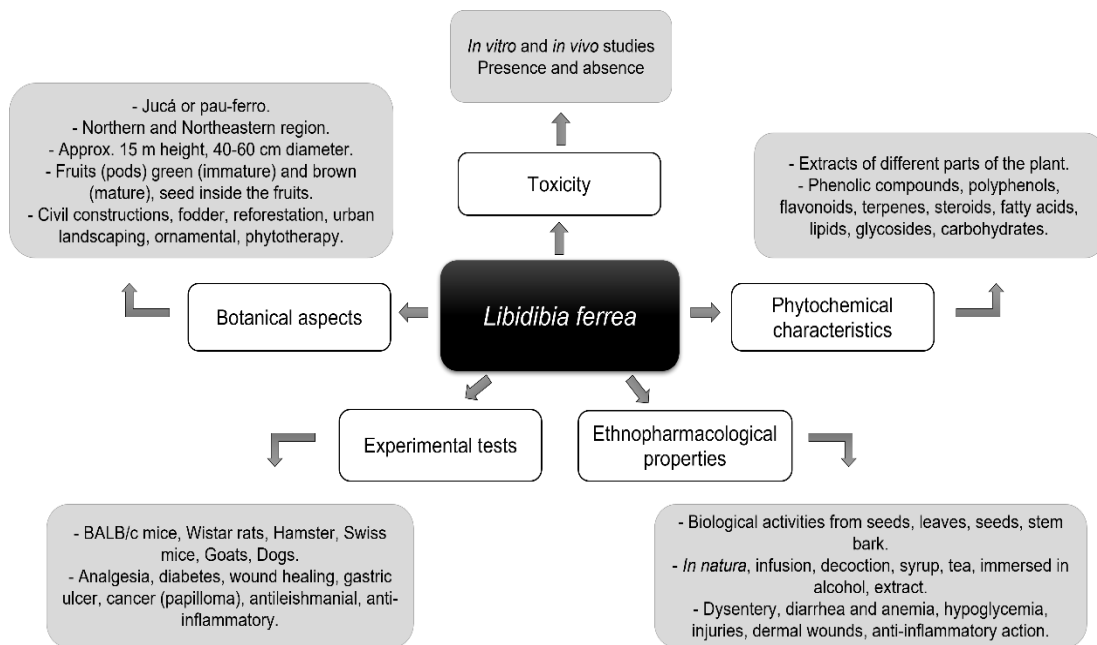 In vitro and in vivo studies
Presence and absence
- Jucá or pau-ferro.
- Northern and Northeastern region.
- Approx. 15 m height, 40-60 cm diameter.
- Fruits (pods) green (immature) and brown
(mature), seed inside the fruits.
- Civil constructions, fodder, reforestation, urban
landscaping, ornamental, phytotherapy.
Toxicity
- Extracts of different parts of the plant.
- Phenolic compounds, polyphenols,
flavonoids, terpenes, steroids, fatty acids,
lipids, glycosides, carbohydrates.
Botanical aspects
Libidibia ferrea
Phytochemical
characteristics
Experimental tests
Ethnopharmacological
properties
- BALB/c mice, Wistar rats, Hamster, Swiss
mice, Goats, Dogs.
- Analgesia, diabetes, wound healing, gastric
ulcer, cancer (papilloma), antileishmanial, anti-
inflammatory.
- Biological activities from seeds, leaves, seeds, stem
bark.
- In natura, infusion, decoction, syrup, tea, immersed in
alcohol, extract.
- Dysentery, diarrhea and anemia, hypoglycemia,
injuries, dermal wounds, anti-inflammatory action.